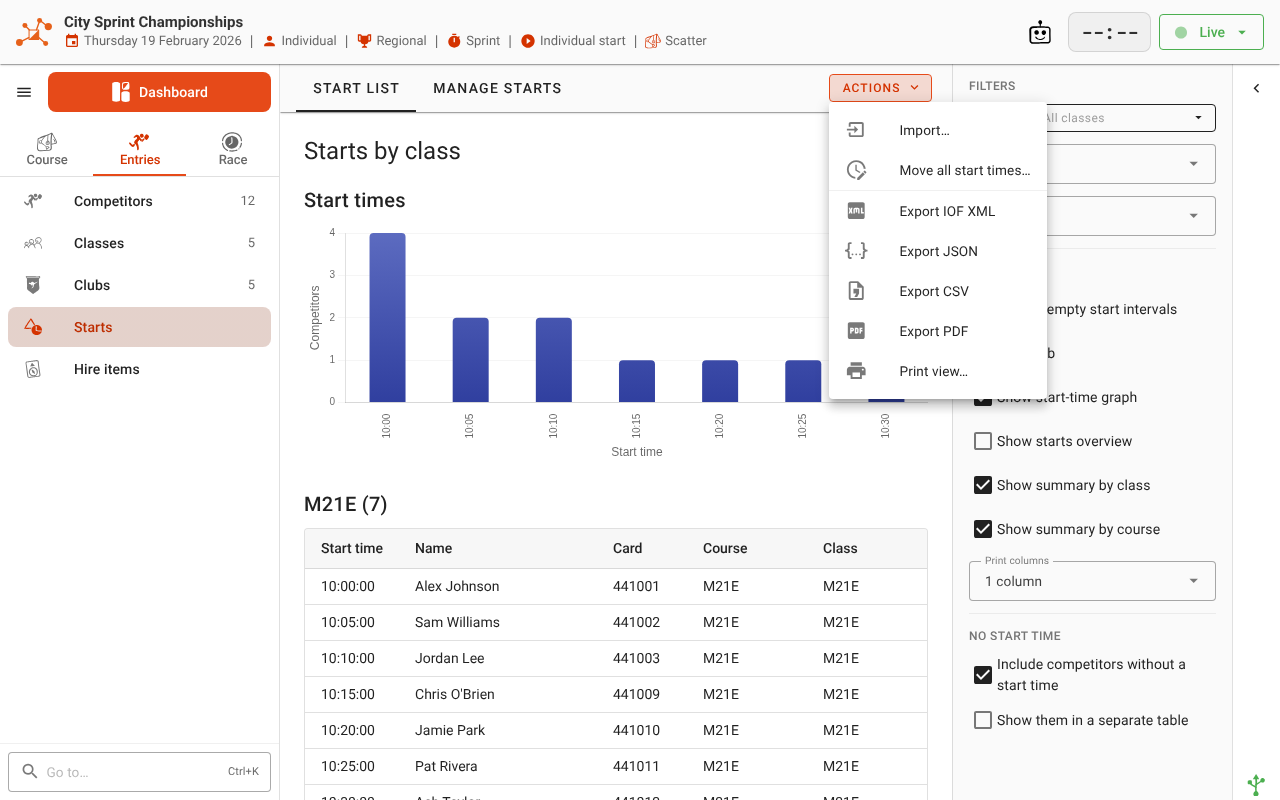 City Sprint Championships
Thursday 19 February 2026 | Individual | Regional | Sprint | Individual start | Scatter
--:--
Live
Dashboard
Course
Entries
Race
Competitors 12
Classes 5
Clubs 5
Starts
Hire items
Go to… Ctrl+K
START LIST
MANAGE STARTS
ACTIONS
Import…
Move all start times…
Export IOF XML
Export JSON
Export CSV
Export PDF
Print view…
Starts by class
Start times
Competitors
4
3
2
1
0
10:00
10:05
10:10
10:15
10:20
10:25
10:30
Start time
M21E (7)
Start time Name Card Course Class
10:00:00 Alex Johnson 441001 M21E M21E
10:05:00 Sam Williams 441002 M21E M21E
10:10:00 Jordan Lee 441003 M21E M21E
10:15:00 Chris O'Brien 441009 M21E M21E
10:20:00 Jamie Park 441010 M21E M21E
10:25:00 Pat Rivera 441011 M21E M21E
FILTERS
All classes
empty start intervals
Show start-time graph
Show starts overview
Show summary by class
Show summary by course
Print columns
1 column
NO START TIME
Include competitors without a
start time
Show them in a separate table